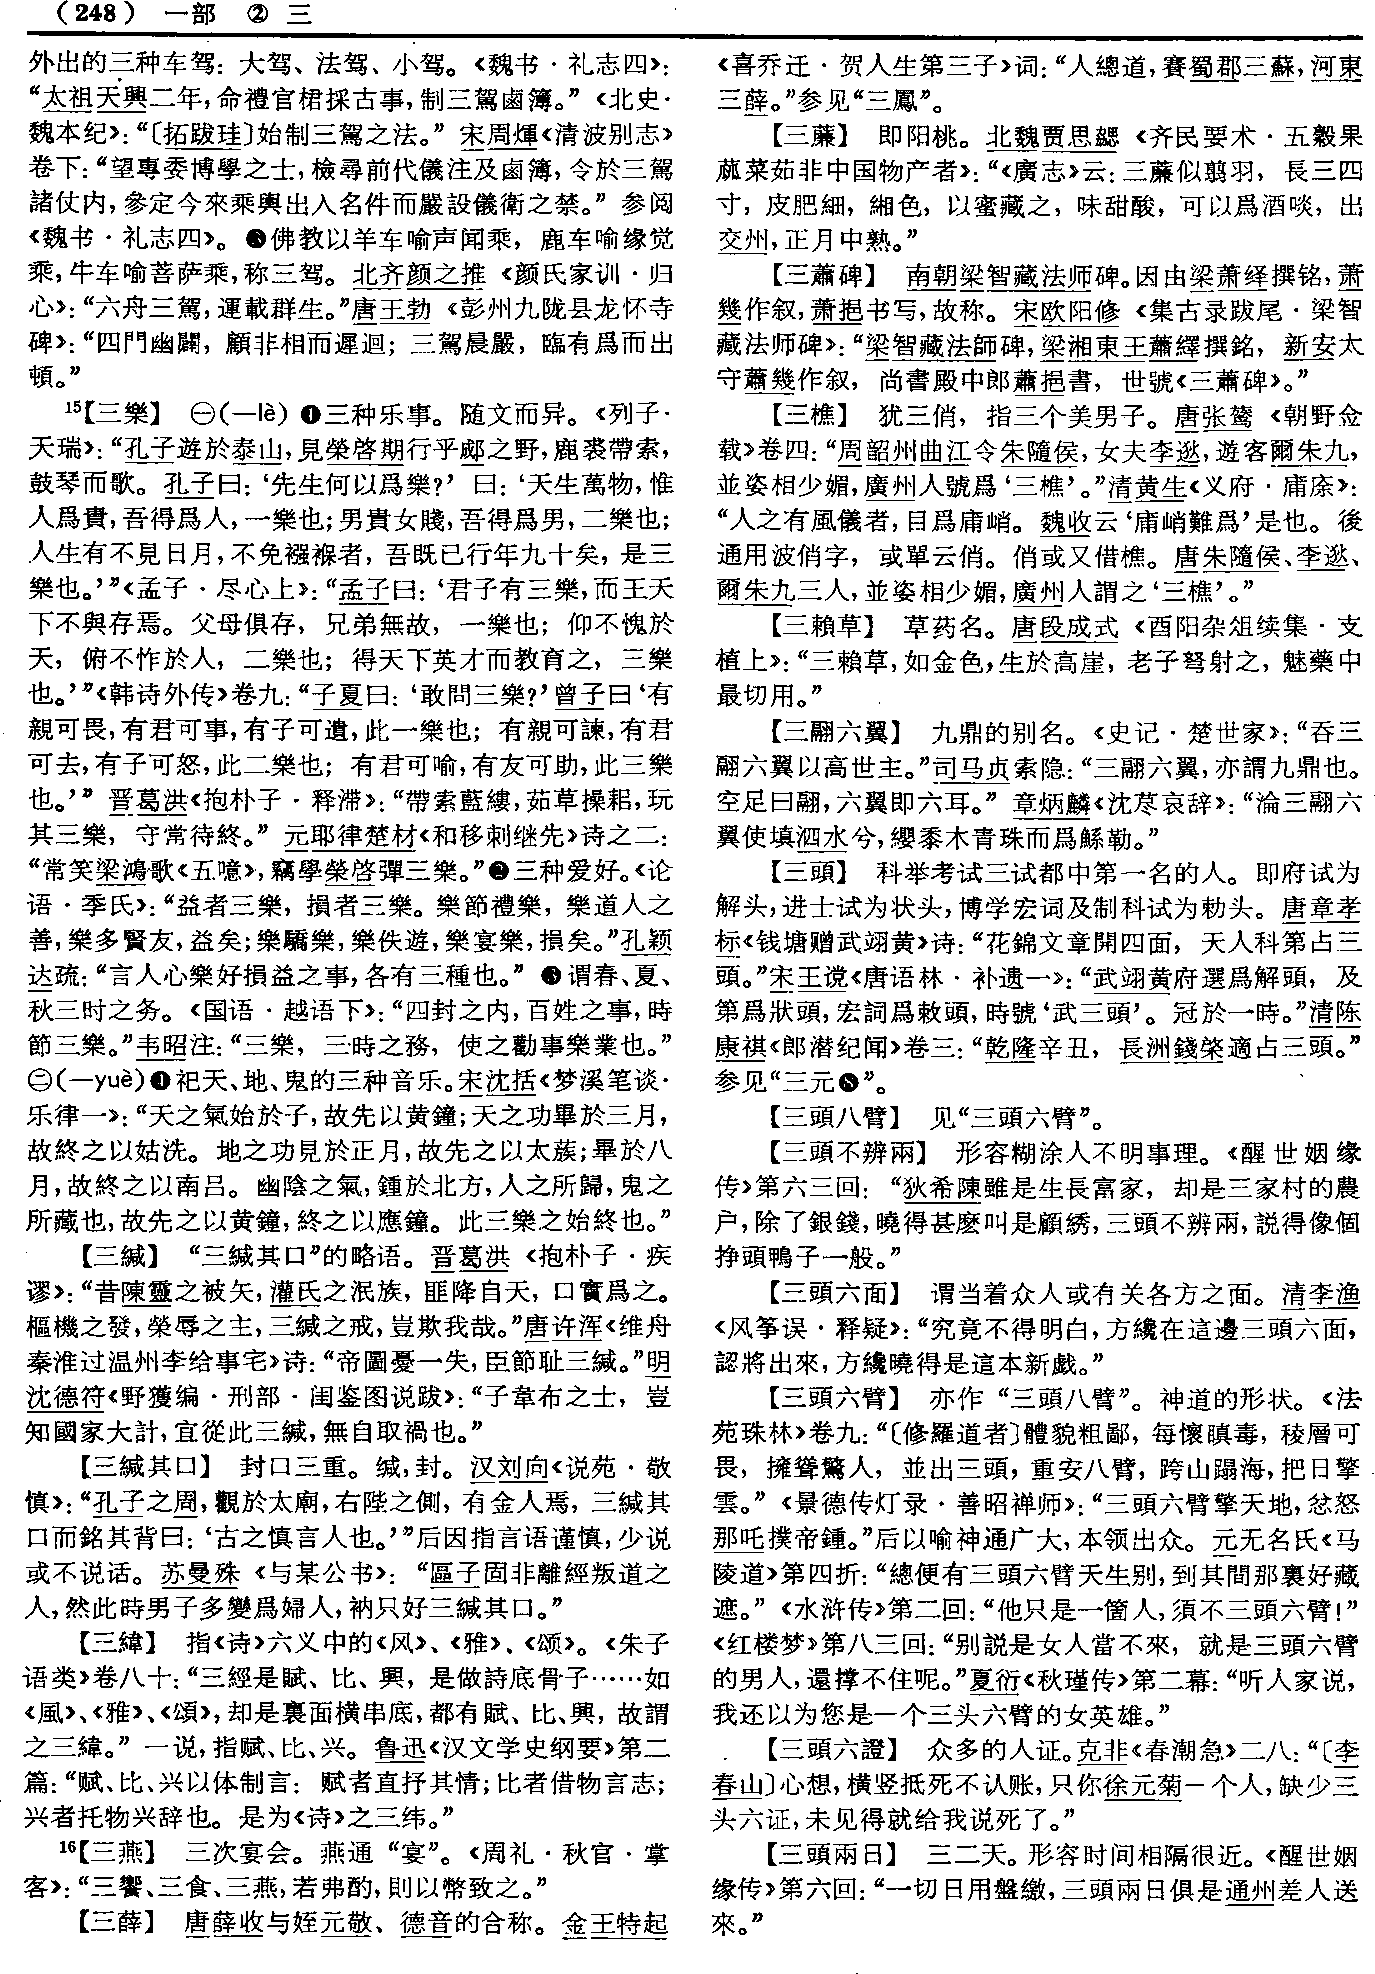 （248） 一部 ② 三
外出的三种车驾：大驾、法驾、小驾。《魏书·礼志四》：
“太祖天興二年，命禮官桾採古事，制三駕鹵簿。”《北史·
魏本纪》：“〔拓跋珪〕始制三駕之法。”宋周煇《清波别志》
卷下：“望專委博學之士，檢尋前代儀注及鹵簿，令於三駕
諸仗内，參定今來乘輿出入名件而嚴設儀衛之禁。”参阅
《魏书·礼志四》。❸佛教以羊车喻声闻乘，鹿车喻缘觉
乘，牛车喻菩萨乘，称三驾。北齐颜之推《颜氏家训·归
心》：“六舟三駕，運載群生。”唐王勃《彭州九陇县龙怀寺
碑》：“四門幽闢，顧非相而遲迴；三駕晨嚴，臨有爲而出
頓。”
15【三樂】 ㊀（—lè）❶三种乐事。随文而异。《列子·
天瑞》：“孔子遊於泰山，見榮啓期行乎郕之野，鹿裘帶索，
鼓琴而歌。孔子曰：‘先生何以爲樂？’曰：‘天生萬物，惟
人爲貴，吾得爲人，一樂也；男貴女賤，吾得爲男，二樂也；
人生有不見日月，不免襁褓者，吾既已行年九十矣，是三
樂也。’”《孟子·尽心上》：“孟子曰：‘君子有三樂，而王天
下不與存焉。父母俱存，兄弟無故，一樂也；仰不愧於
天，俯不怍於人，二樂也；得天下英才而教育之，三樂
也。’”《韩诗外传》卷九：“子夏曰：‘敢問三樂？’曾子曰‘有
親可畏，有君可事，有子可遺，此一樂也；有親可諫，有君
可去，有子可怒，此二樂也；有君可喻，有友可助，此三樂
也。’”晋葛洪《抱朴子·释滞》：“帶索藍縷，茹草操耜，玩
其三樂，守常待終。”元耶律楚材《和移剌继先》诗之二：
“常笑梁鴻歌《五噫》，竊學榮啓彈三樂。”❷三种爱好。《论
语·季氏》：“益者三樂，損者三樂。樂節禮樂，樂道人之
善，樂多賢友，益矣；樂驕樂，樂佚遊，樂宴樂，損矣。”孔颖
达疏：“言人心樂好損益之事，各有三種也。”❸谓春、夏、
秋三时之务。《国语·越语下》：“四封之内，百姓之事，時
節三樂。”韦昭注：“三樂，三時之務，使之勸事樂業也。”
㊁（—yuè）❶祀天、地、鬼的三种音乐。宋沈括《梦溪笔谈·
乐律一》：“天之氣始於子，故先以黄鐘；天之功畢於三月，
故終之以姑洗。地之功見於正月，故先之以太蔟；畢於八
月，故終之以南吕。幽陰之氣，鍾於北方，人之所歸，鬼之
所藏也，故先之以黄鐘，終之以應鐘。此三樂之始終也。”
【三緘】 “三緘其口”的略语。晋葛洪《抱朴子·疾
谬》：“昔陳靈之被矢，灌氏之泯族，匪降自天，口實爲之。
樞機之發，榮辱之主，三緘之戒，豈欺我哉。”唐许浑《维舟
秦淮过温州李给事宅》诗：“帝圖憂一失，臣節耻三緘。”明
沈德符《野獲编·刑部·闺鉴图说跋》：“子韋布之士，豈
知國家大計，宜從此三緘，無自取禍也。”
【三緘其口】 封口三重。缄，封。汉刘向《说苑·敬
慎》：“孔子之周，觀於太廟，右陛之側，有金人焉，三緘其
口而銘其背曰：‘古之慎言人也。’”后因指言语谨慎，少说
或不说话。苏曼殊《与某公书》：“區子固非離經叛道之
人，然此時男子多變爲婦人，衲只好三緘其口。”
【三緯】 指《诗》六义中的《风》、《雅》、《颂》。《朱子
语类》卷八十：“三經是賦、比、興，是做詩底骨子……如
《風》、《雅》、《頌》，却是裏面横串底，都有賦、比、興，故謂
之三緯。”一说，指赋、比、兴。鲁迅《汉文学史纲要》第二
篇：“赋、比、兴以体制言：赋者直抒其情；比者借物言志；
兴者托物兴辞也。是为《诗》之三纬。”
16【三燕】 三次宴会。燕通“宴”。《周礼·秋官·掌
客》：“三饗、三食、三燕，若弗酌，則以幣致之。”
【三薛】 唐薛收与姪元敬、德音的合称。金王特起
《喜乔迁·贺人生第三子》词：“人總道，賽蜀郡三蘇，河東
三薛。”参见“三鳳”。
【三蔗】 即阳桃。北魏贾思勰《齐民要术·五穀果
蓏菜茹非中国物产者》：“《廣志》云：三薕似翦羽，長三四
寸，皮肥細，緗色，以蜜藏之，味甜酸，可以爲酒啖，出
交州，正月中熟。”
【三蕭碑】 南朝梁智藏法师碑。因由梁萧绎撰铭，萧
幾作叙，萧挹书写，故称。宋欧阳修《集古录跋尾·梁智
藏法师碑》：“梁智藏法師碑，梁湘東王蕭繹撰銘，新安太
守蕭幾作叙，尚書殿中郎蕭挹書，世號《三蕭碑》。”
【三樵】 犹三俏，指三个美男子。唐张鷟《朝野佥
载》卷四：“周韶州曲江令朱隨侯，女夫李逖，遊客爾朱九，
並姿相少媚，廣州人號爲‘三樵’。”清黄生《义府·庸庩》：
“人之有風儀者，目爲庸峭。魏收云‘庸峭難爲’是也。後
通用波俏字，或單云俏。俏或又借樵。唐朱隨侯、李逖、
爾朱九三人，並姿相少媚，廣州人謂之‘三樵’。”
【三賴草】 草药名。唐段成式《酉阳杂俎续集·支
植上》：“三賴草，如金色，生於高崖，老子弩射之，魅藥中
最切用。”
【三翮六翼】 九鼎的别名。《史记·楚世家》：“吞三
翮六翼以高世主。”司马贞索隐：“三翮六翼，亦謂九鼎也。
空足曰翮，六翼即六耳。”章炳麟《沈荩哀辞》：“淪三翮六
翼使填泗水兮，纓黍木青珠而爲鯀勒。”
【三頭】 科举考试三试都中第一名的人。即府试为
解头，进士试为状头，博学宏词及制科试为勅头。唐章孝
标《钱塘赠武翊黄》诗：“花錦文章開四面，天人科第占三
頭。”宋王谠《唐语林·补遗一》：“武翊黄府選爲解頭，及
第爲狀頭，宏詞爲敕頭，時號‘武三頭’。冠於一時。”清陈
康祺《郎潜纪闻》卷三：“乾隆辛丑，長洲錢棨適占三頭。”
参见“三元❽”。
【三頭八臂】 见“三頭六臂”。
【三頭不辨兩】 形容糊涂人不明事理。《醒世姻缘
传》第六三回：“狄希陳雖是生長富家，却是三家村的農
户，除了銀錢，曉得甚麽叫是顧綉，三頭不辨兩，説得像個
挣頭鴨子一般。”
【三頭六面】 谓当着众人或有关各方之面。清李渔
《风筝误·释疑》：“究竟不得明白，方纔在這邊三頭六面，
認將出來，方纔曉得是這本新戲。”
【三頭六臂】 亦作“三頭八臂”。神道的形状。《法
苑珠林》卷九：“〔修羅道者〕體貌粗鄙，每懷瞋毒，稜層可
畏，擁聳驚人，並出三頭，重安八臂，跨山蹋海，把日擎
雲。”《景德传灯录·善昭禅师》：“三頭六臂擎天地，忿怒
那吒撲帝鍾。”后以喻神通广大，本领出众。元无名氏《马
陵道》第四折：“總便有三頭六臂天生别，到其間那裏好藏
遮。”《水浒传》第二回：“他只是一箇人，須不三頭六臂！”
《红楼梦》第八三回：“别説是女人當不來，就是三頭六臂
的男人，還撐不住呢。”夏衍《秋瑾传》第二幕：“听人家说，
我还以为您是一个三头六臂的女英雄。”
【三頭六證】 众多的人证。克非《春潮急》二八：“〔李
春山〕心想，横竖抵死不认账，只你徐元菊一个人，缺少三
头六证，未见得就给我说死了。”
【三頭兩日】 三二天。形容时间相隔很近。《醒世姻
缘传》第六回：“一切日用盤繳，三頭兩日俱是通州差人送
來。”